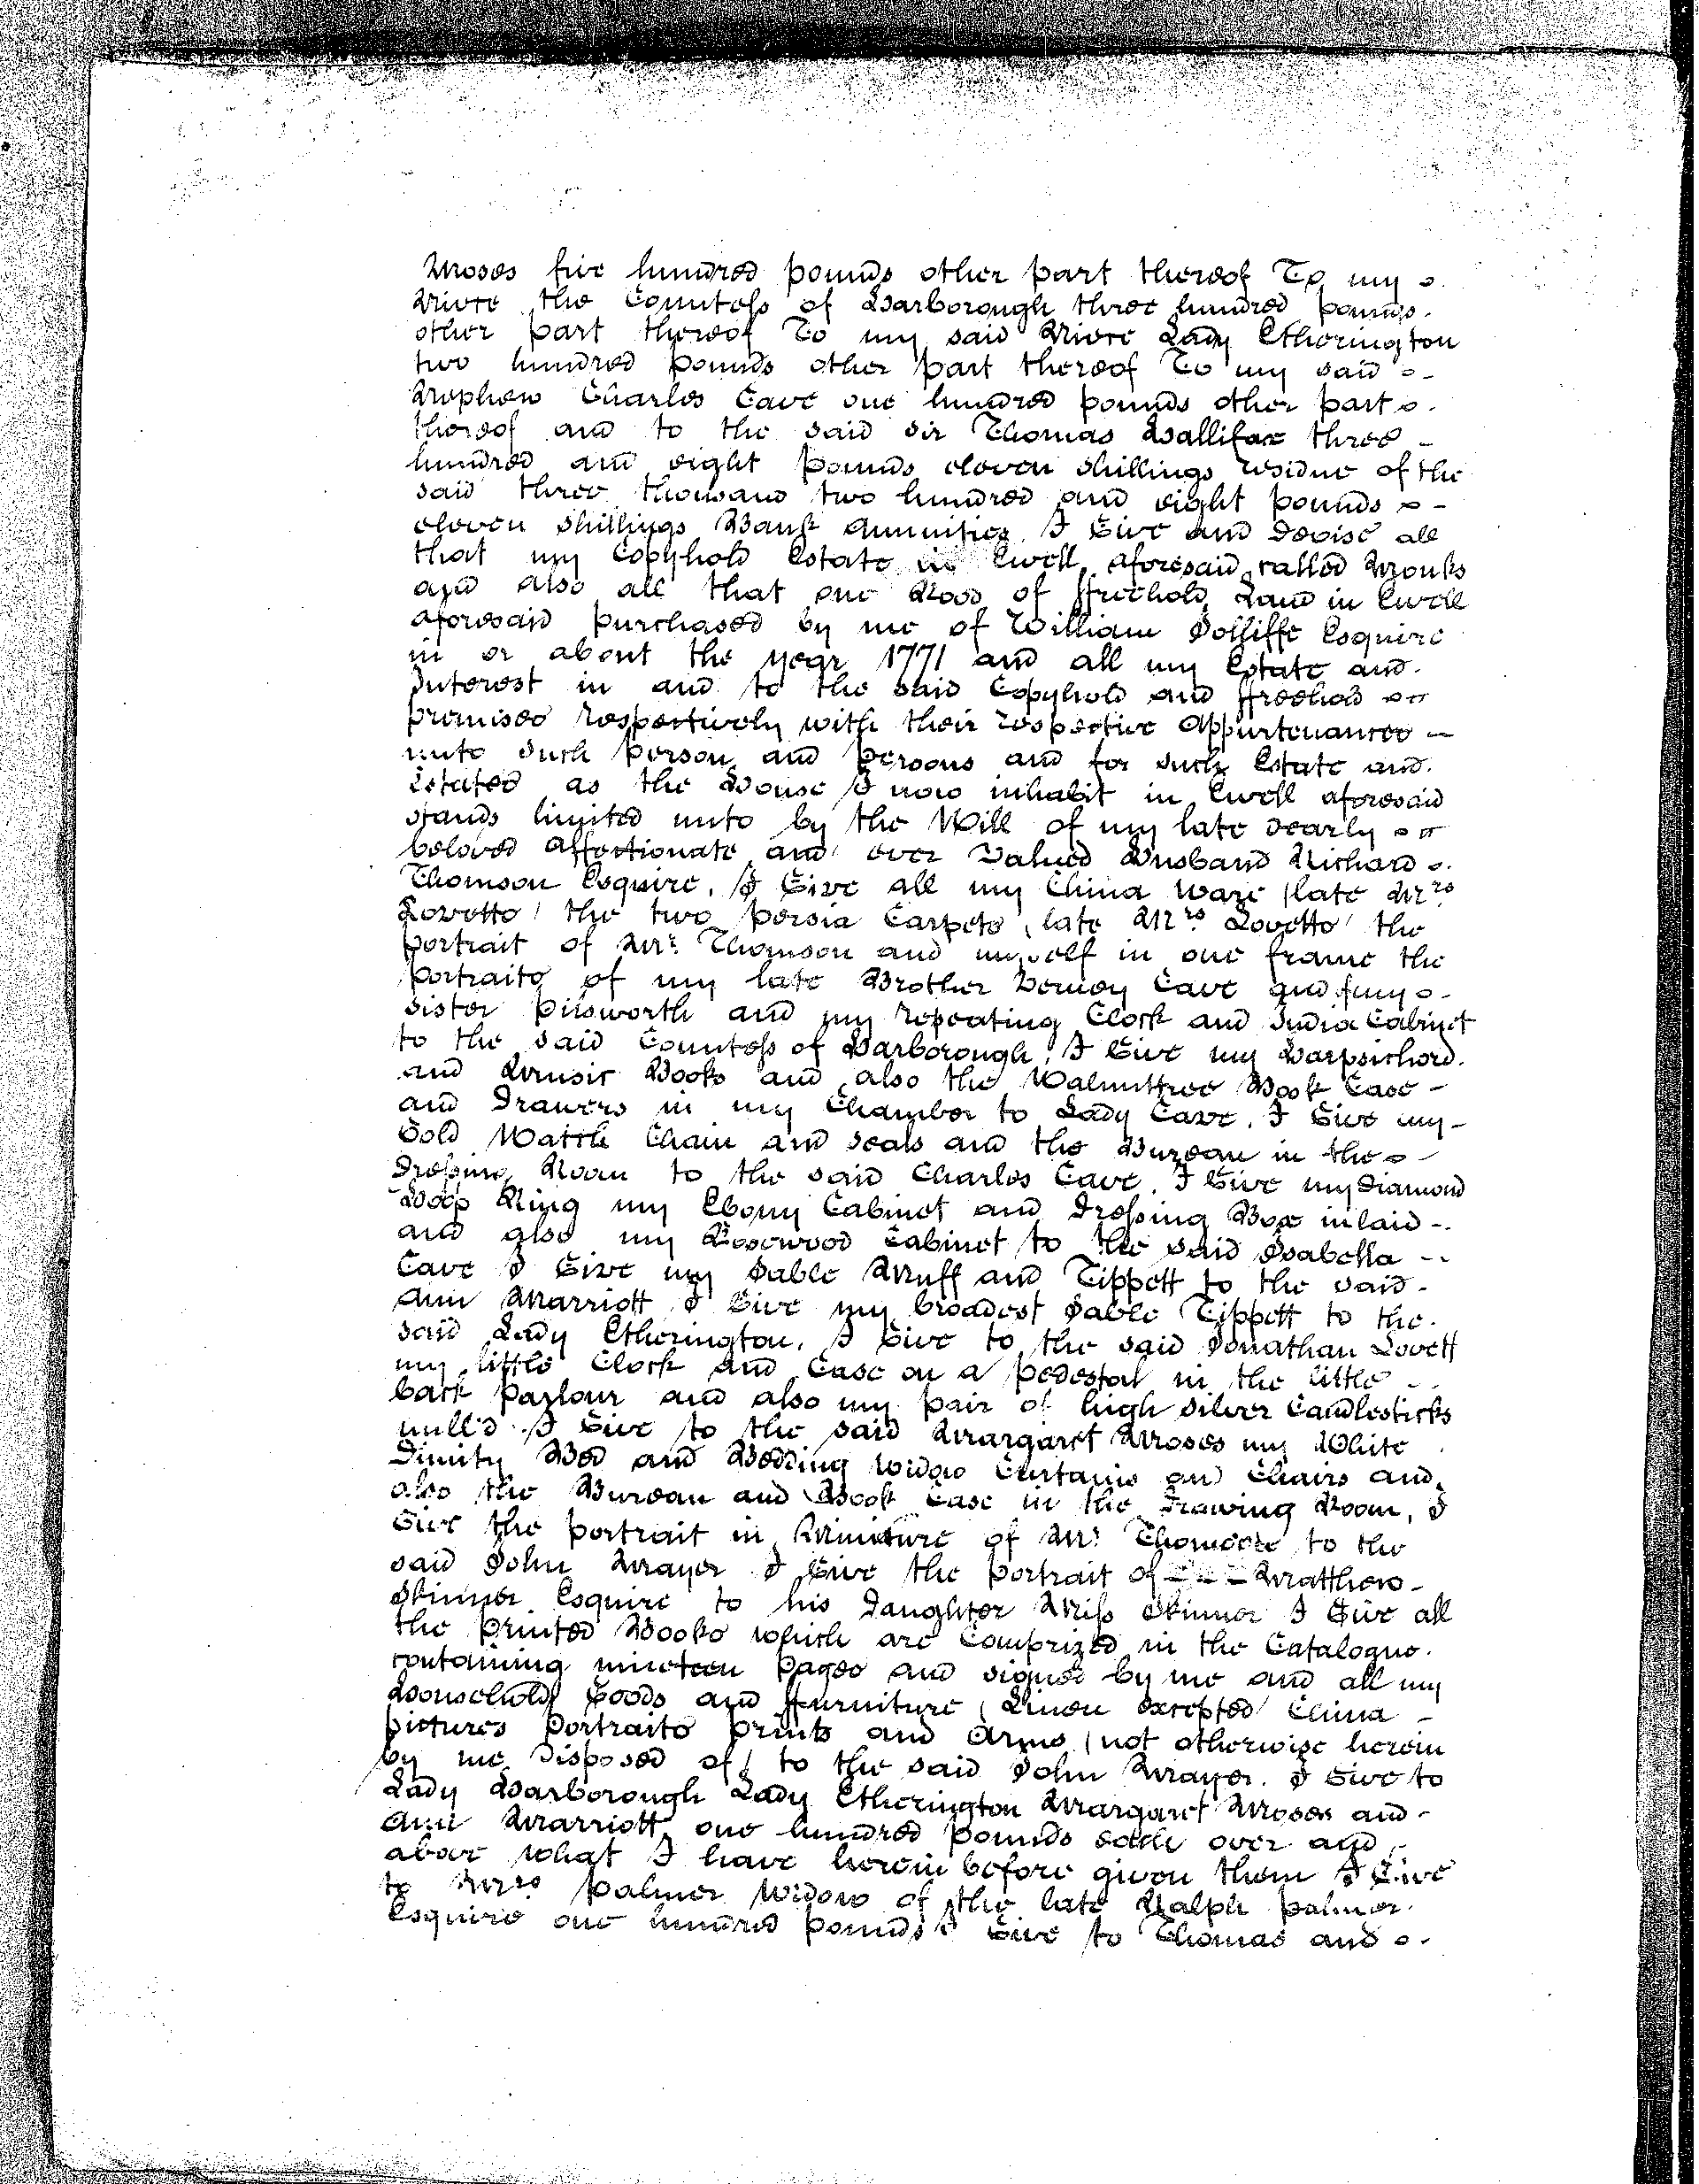 Moses five hundred pounds other part thereof To my
Niece the Countess of Harborough three hundred pounds
other part thereof To my said Niece Lady Etherington
two hundred pounds other part thereof To my said
Nephew Charles Cave one hundred pounds other part
thereof and to the said Sir Thomas Hallifax three
hundred and eight pounds eleven shillings residue of the
said three thousand two hundred and eight pounds
eleven shillings Bank Annuities. I Give and Devise all
that my Copyhold Estate in Ewell aforesaid called Monks
and also all that one Rood of ffreehold Land in Ewell
aforesaid purchased by me of William Jolliffe Esquire
in or about the year 1771 and all my Estate and
Interest in and to the said Copyhold and ffreehold
premises respectively with their respective Appurtenances
unto such person and persons and for such Estate and
Estates as the House I now inhabit in Ewell aforesaid
stands limited unto by the Will of my late dearly
beloved Affectionate and ever Valued Husband Richard
Thomson Esquire. I Give all my China Ware (late Mrs
Lovetts) the two persia Carpets (late Mrs Lovetts) the
portrait of Mr Thomson and myself in one frame the
portraits of my late Brother Verney Cave and my
sister pilsworth and my repeating Clock and India Cabinet
to the said Countess of Harborough. I Give my Harpsichord
and Musir Books and also the Walnuttree Book Case
and Drawers in my Chamber to Lady Cave. I Give my
Gold Watch Chain and seals and the Bureau in the
Dressing Room to the said Charles Cave. I Give my Diamond
Hoop Ring my Ebony Cabinet and Dressing Box inlaid
and also my Rosewood Cabinet to the said Isabella
Cave I Give my Sable Muff and Tippett to the said
Ann Marriott I Give my broadest Sable Tippett to the
said Lady Etherington. I Give to the said Jonathan Lovett
my little Clock and Case on a pedestal in the little
back parlour and also my pair of high silver Candlesticks
null'd I Give to the said Margaret Moses my White
Dimity Bed and Bedding Widow Curtains and Chairs and
also the Bureau and Book Case in the Drawing Room, I
Give the portrait in Miniture of Mr Thomson to the
said John Mayer I Give the portrait of Matthew
Skinner Esquire to his Daughter Miss Skinner I Give all
the printed Books which are Comprized in the Catalogue
containing nineteen pages and signed by me and all my
Household Goods and ffurniture (Linen excepted) China
pictures portraits prints and Arms (not otherwise herein
by me disposed of) to the said John Mayer. I Give to
Lady Harborough Lady Etherington Margaret Moses and
Ann Marriott one hundred pounds each over and
above what I have herein before given them I Give
to Mrs palmer Widow of the late Ralph palmer
Esquire one hundred pounds I Give to Thomas and